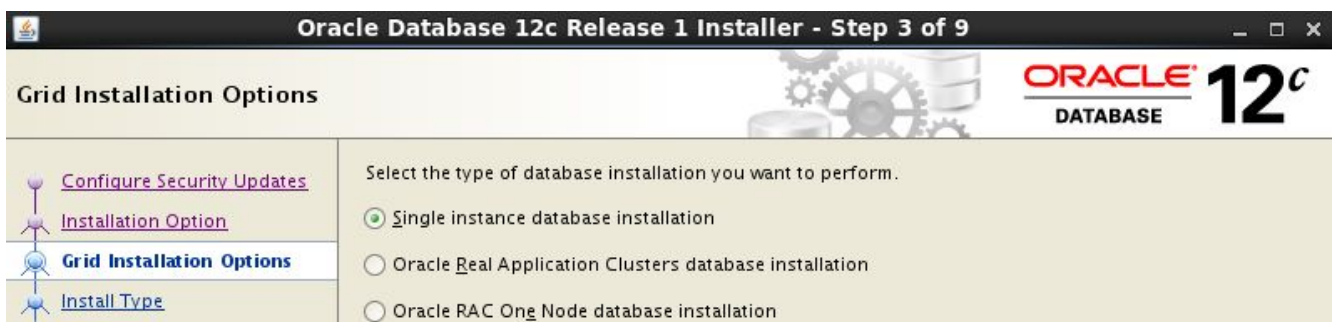 Oracle Database 12c Release 1 Installer - Step 3 of 9
Grid Installation Options
ORACLE DATABASE 12c
Configure Security Updates
Installation Option
Grid Installation Options
Install Type
Select the type of database installation you want to perform.
Single instance database installation
Oracle Real Application Clusters database installation
Oracle RAC One Node database installation